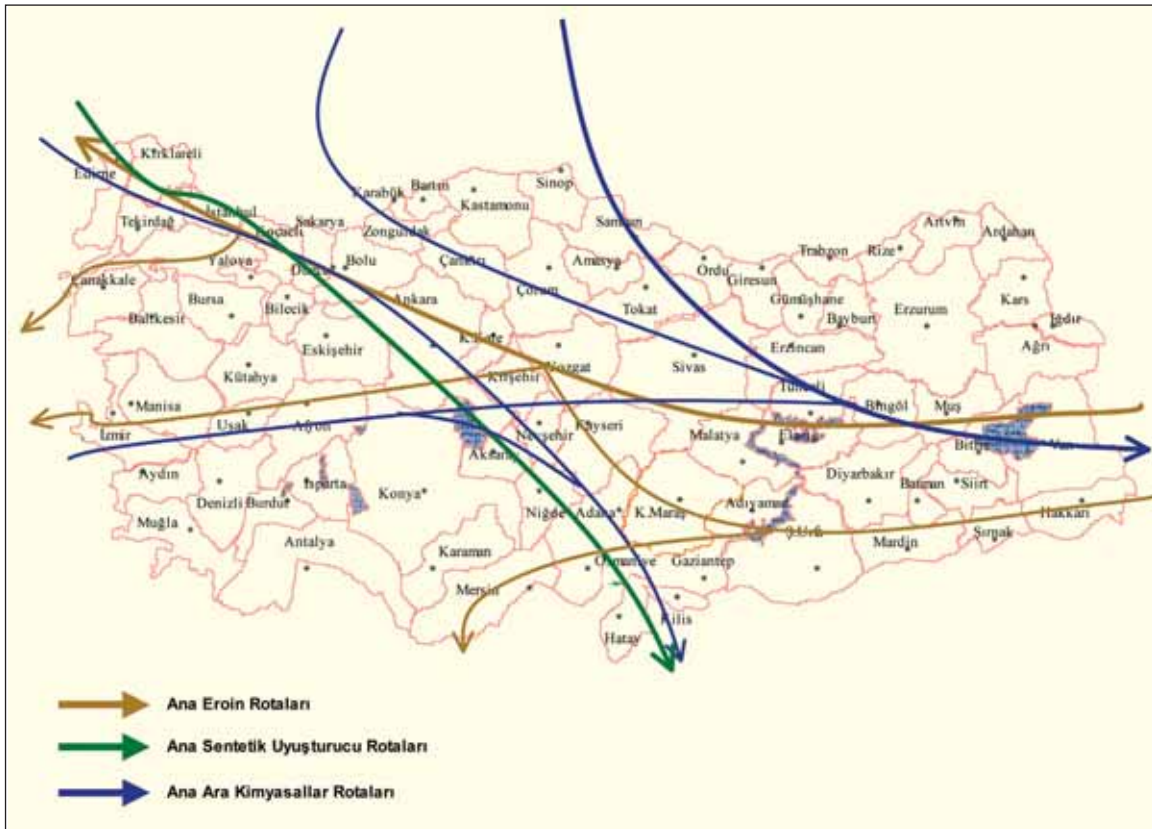 Kırklareli
Edirne
Sinop
Bartın
Karabük
Kastamonu
İstanbul
Tekirdağ
Kocaeli
Sakarya
Zonguldak
Samsun
Artvin
Ardahan
Trabzon
Rize
Yalova
Düzce
Bolu
Çankırı
Amasya
Ordu
Giresun
Çanakkale
Bursa
Bilecik
Ankara
Çorum
Tokat
Gümüşhane
Bayburt
Erzurum
Kars
Iğdır
Balıkesir
Eskişehir
K.Kale
Yozgat
Sivas
Erzincan
Ağrı
Kütahya
Kırşehir
Tunceli
Manisa
İzmir
Uşak
Afyon
Nevşehir
Kayseri
Malatya
Elazığ
Bingöl
Muş
Bitlis
Van
Aksaray
Aydın
Denizli
Burdur
Isparta
Konya
Niğde
Adana
K.Maraş
Adıyaman
Diyarbakır
Batman
Siirt
Hakkari
Muğla
Antalya
Karaman
Mersin
Osmaniye
Gaziantep
Ş.Urfa
Mardin
Şırnak
Kilis
Hatay
Ana Eroin Rotaları
Ana Sentetik Uyuşturucu Rotaları
Ana Ara Kimyasallar Rotaları